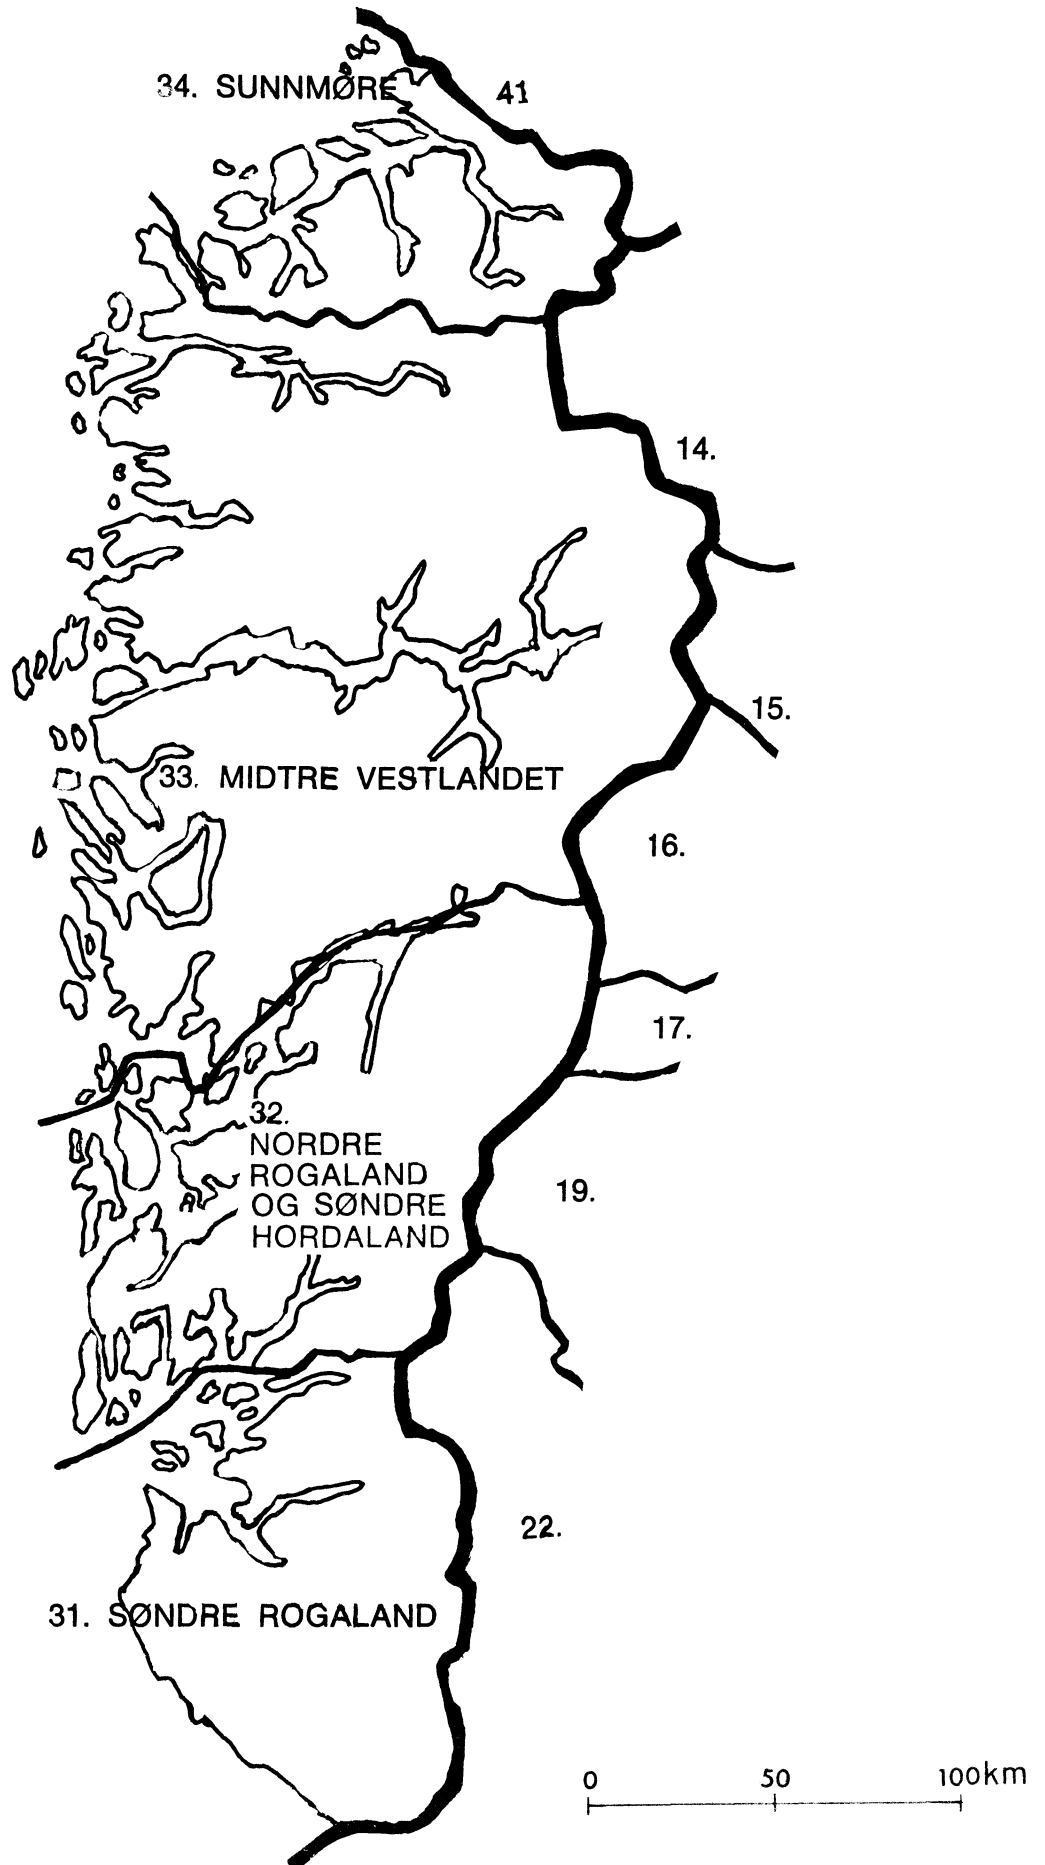 34. SUNNMØRE
41
14.
15.
33. MIDTRE VESTLANDET
16.
17.
32.
NORDRE
ROGALAND
OG SØNDRE
HORDALAND
19.
22.
31. SØNDRE ROGALAND
0 50 100km